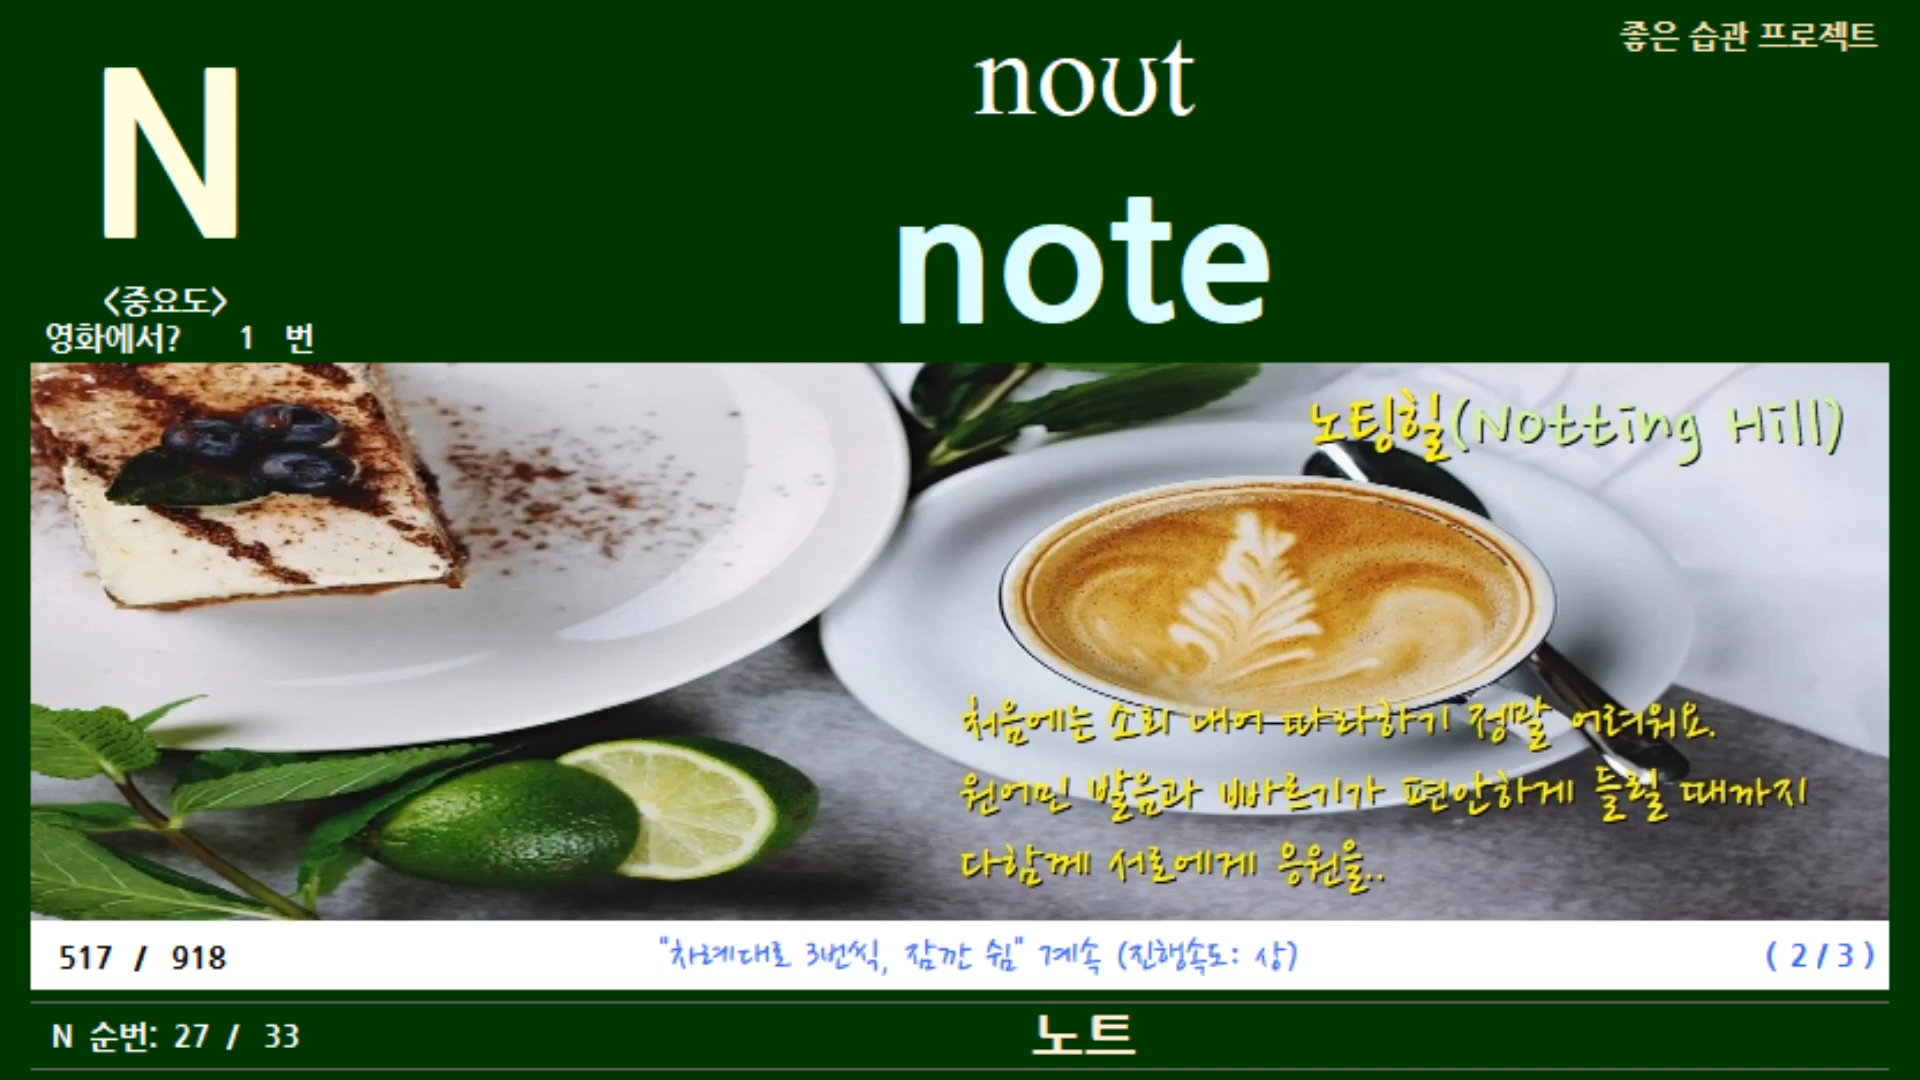 좋은 습관 프로젝트
N
noʊt
note
<중요도>
영화에서? 1 번
노팅힐(Notting Hill)
처음에는 소리 내어 따라하기 정말 어려워요.
원어민 발음과 빠르기가 편안하게 들릴 때까지
다함께 서로에게 응원을..
517 / 918
"차례대로 3번씩, 잠깐 쉼" 계속 (진행속도: 상)
( 2 / 3 )
N 순번: 27 / 33
노트